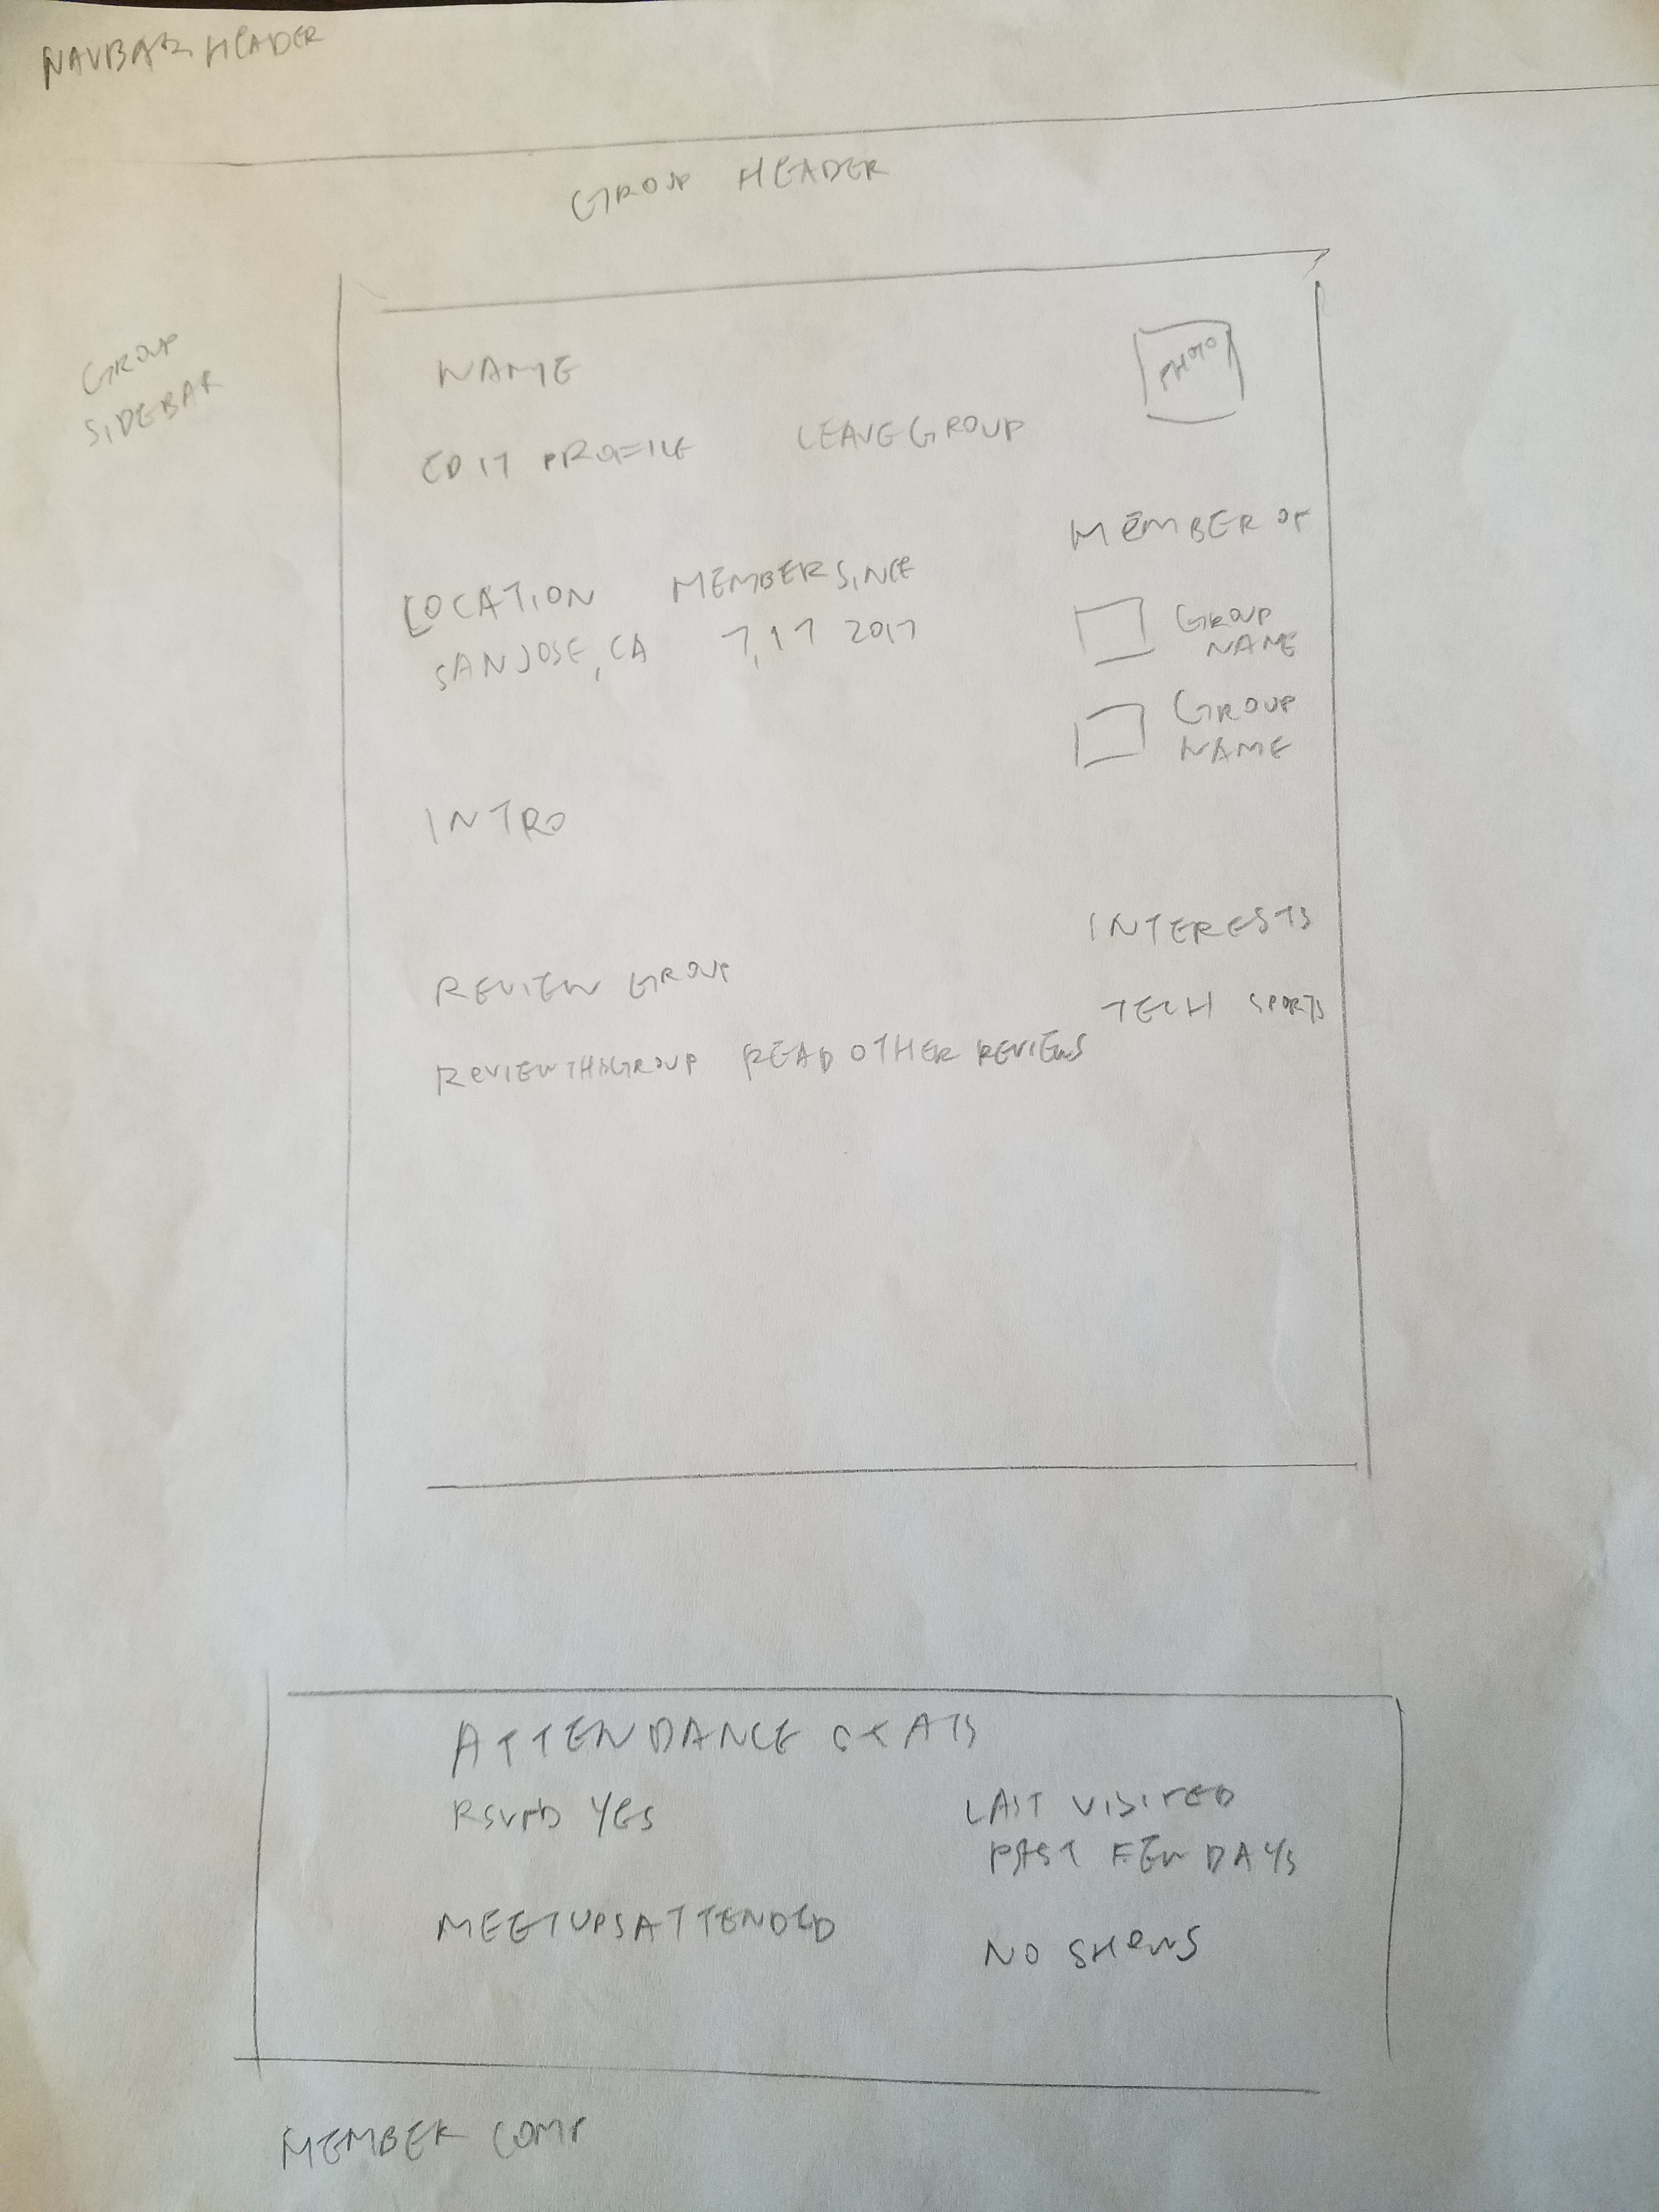 NAVBAR HEADER
GROUP HEADER
GROUP
SIDEBAR
NAME
PHOTO
EDIT PROFILE LEAVE GROUP
MEMBER OF
LOCATION MEMBER SINCE
SAN JOSE, CA 7,17 2017
GROUP
NAME
GROUP
NAME
INTRO
INTERESTS
REVIEW GROUP
TECH SPORTS
REVIEW THIS GROUP READ OTHER REVIEWS
ATTENDANCE STATS
RSVPD YES
LAST VISITED
PAST FEW DAYS
MEETUPS ATTENDED
NO SHOWS
MEMBER COMP